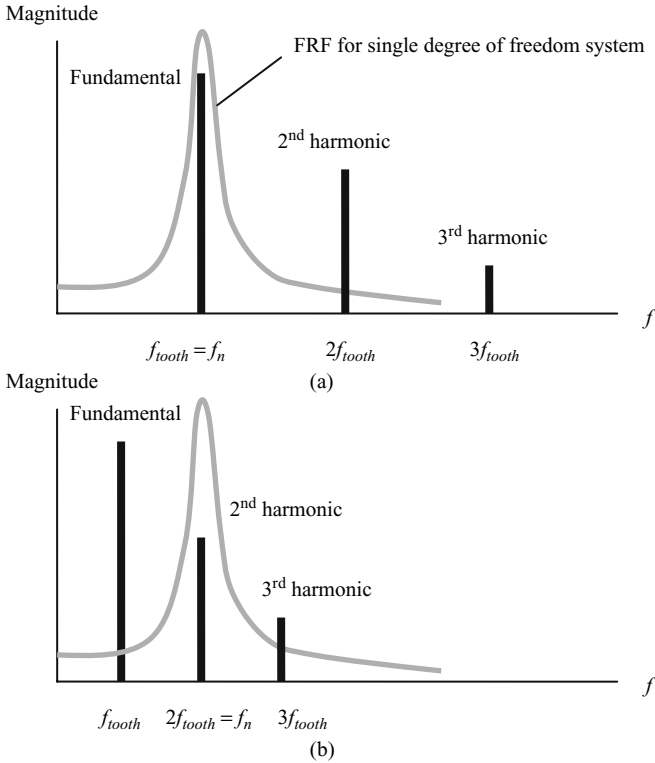 Magnitude
FRF for single degree of freedom system
Fundamental
2nd harmonic
3rd harmonic
f
ftooth = fn
2ftooth
3ftooth
(a)
Magnitude
Fundamental
2nd harmonic
3rd harmonic
f
ftooth
2ftooth = fn
3ftooth
(b)